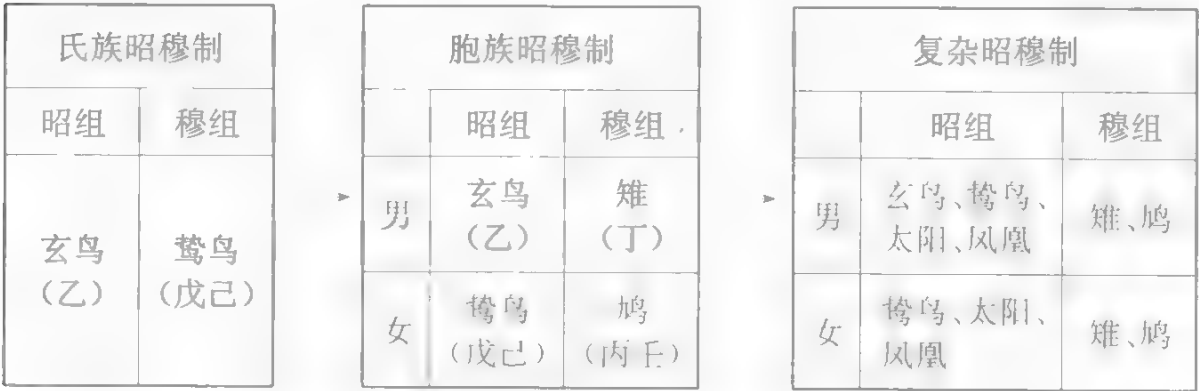 氏族昭穆制
昭组 穆组
玄鸟 鸷鸟
（乙） （戊己）
胞族昭穆制
昭组 穆组
男 玄鸟 雉
（乙） （丁）
女 鸷鸟 鸠
（戊己） （丙壬）
复杂昭穆制
昭组 穆组
男 玄鸟、鸷鸟、 雉、鸠
太阳、凤凰
女 鸷鸟、太阳、 雉、鸠
凤凰